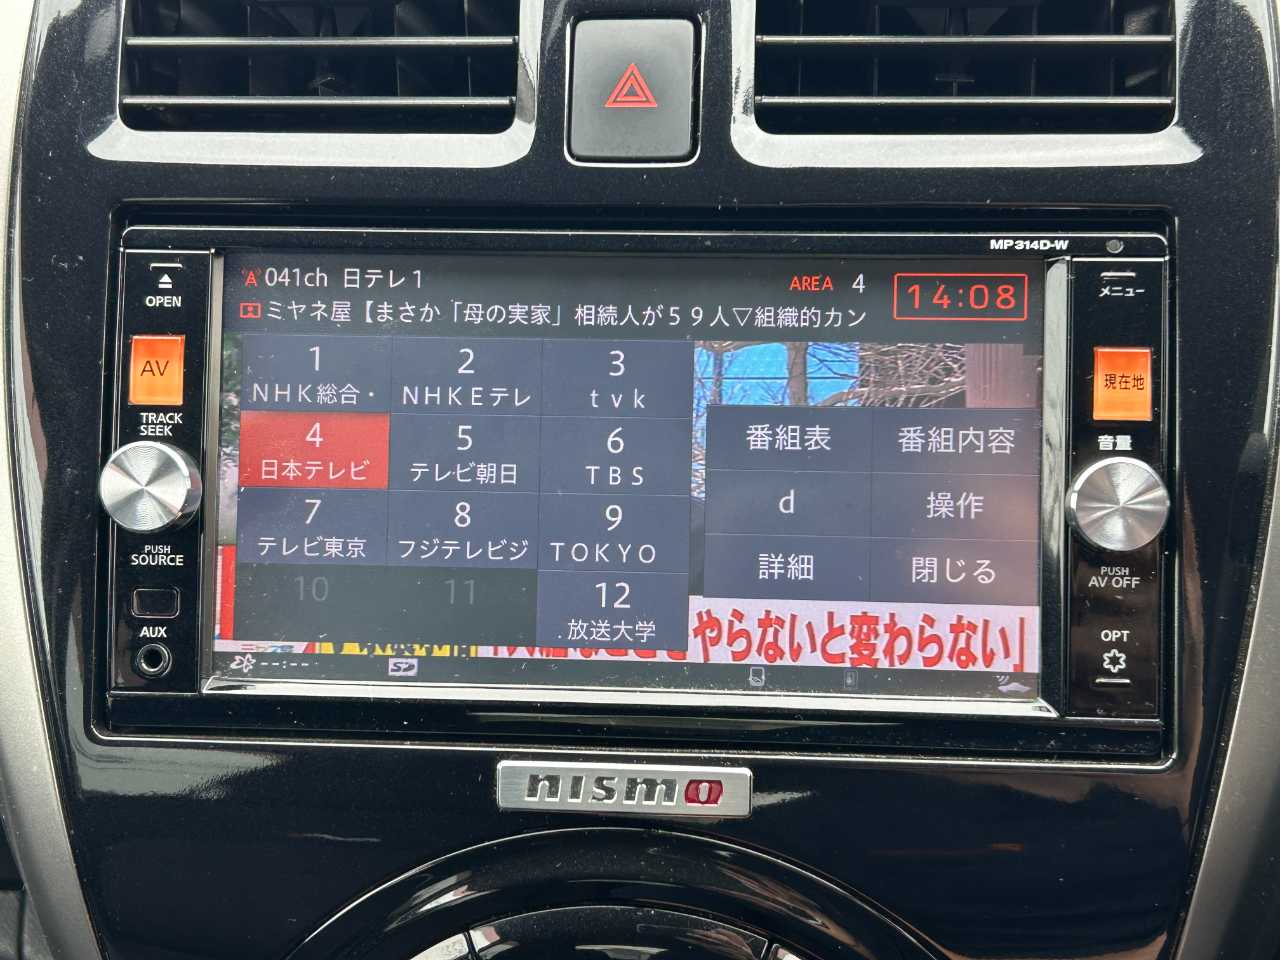 MP314D-W
041ch 日テレ1
AREA 4
14:08
ミヤネ屋【まさか「母の実家」相続人が59人▽組織的カン
OPEN
AV
TRACK
SEEK
PUSH
SOURCE
AUX
1
NHK総合・
2
NHKEテレ
3
tvk
4
日本テレビ
5
テレビ朝日
6
TBS
7
テレビ東京
8
フジテレビジ
9
TOKYO
10
11
12
放送大学
番組表
番組内容
d
操作
詳細
閉じる
やらないと変わらない」
--:--
SD
メニュー
現在地
音量
PUSH
AV OFF
OPT
nismo